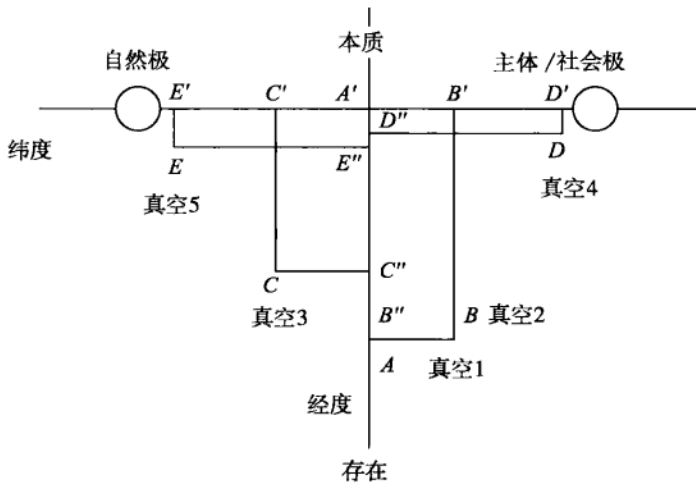 本质
自然极
主体/社会极
E′ C′ A′ B′ D′
D″
纬度
E E″ D
真空5 真空4
C C″
真空3 B″ B 真空2
A 真空1
经度
存在